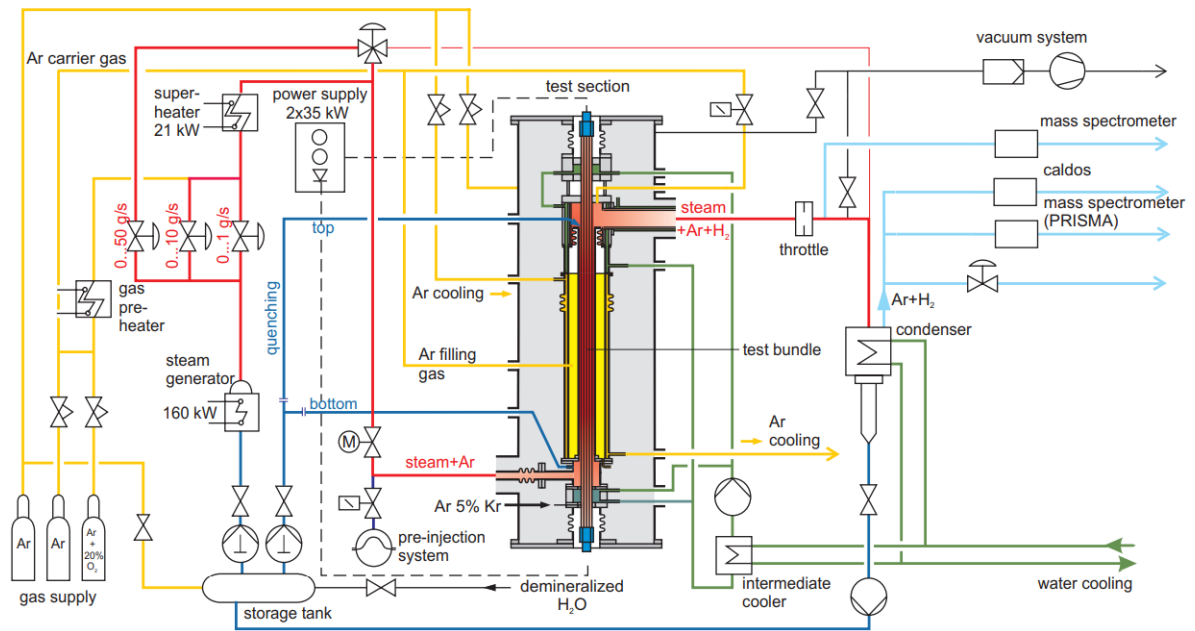 Ar carrier gas
super-
heater
21 kW
power supply
2x35 kW
test section
vacuum system
mass spectrometer
caldos
mass spectrometer
(PRISMA)
0...50 g/s
0...10 g/s
0...1 g/s
top
steam
+Ar+H2
throttle
gas
pre-
heater
quenching
Ar cooling
Ar+H2
condenser
steam
generator
160 kW
Ar filling
gas
test bundle
bottom
M
steam+Ar
Ar
cooling
Ar 5% Kr
Ar
Ar
Ar
+
20%
O2
pre-injection
system
gas supply
storage tank
demineralized
H2O
intermediate
cooler
water cooling